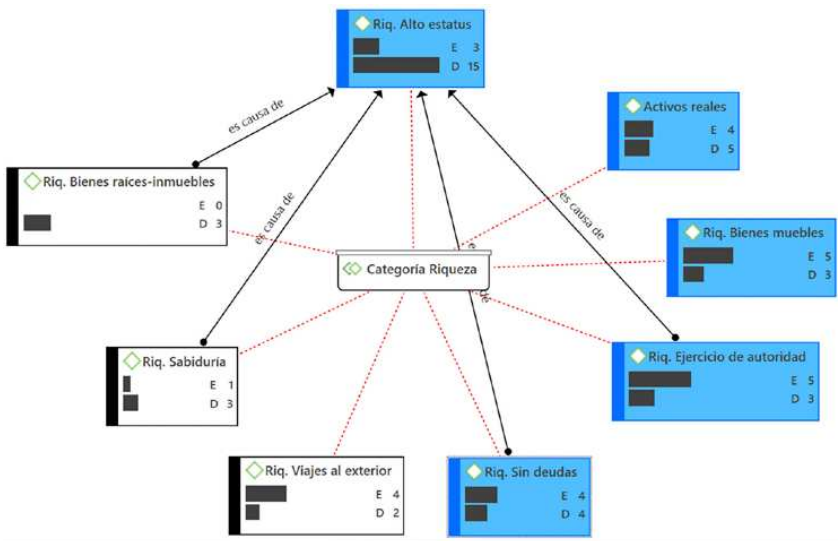 Riq. Alto estatus
E 3
D 15
es causa de
Activos reales
E 4
D 5
Riq. Bienes raíces-inmuebles
E 0
D 3
es causa de
es causa de
Riq. Bienes muebles
E 5
D 3
Categoría Riqueza
e
de
Riq. Sabiduría
E 1
D 3
Riq. Ejercicio de autoridad
E 5
D 3
Riq. Viajes al exterior
E 4
D 2
Riq. Sin deudas
E 4
D 4